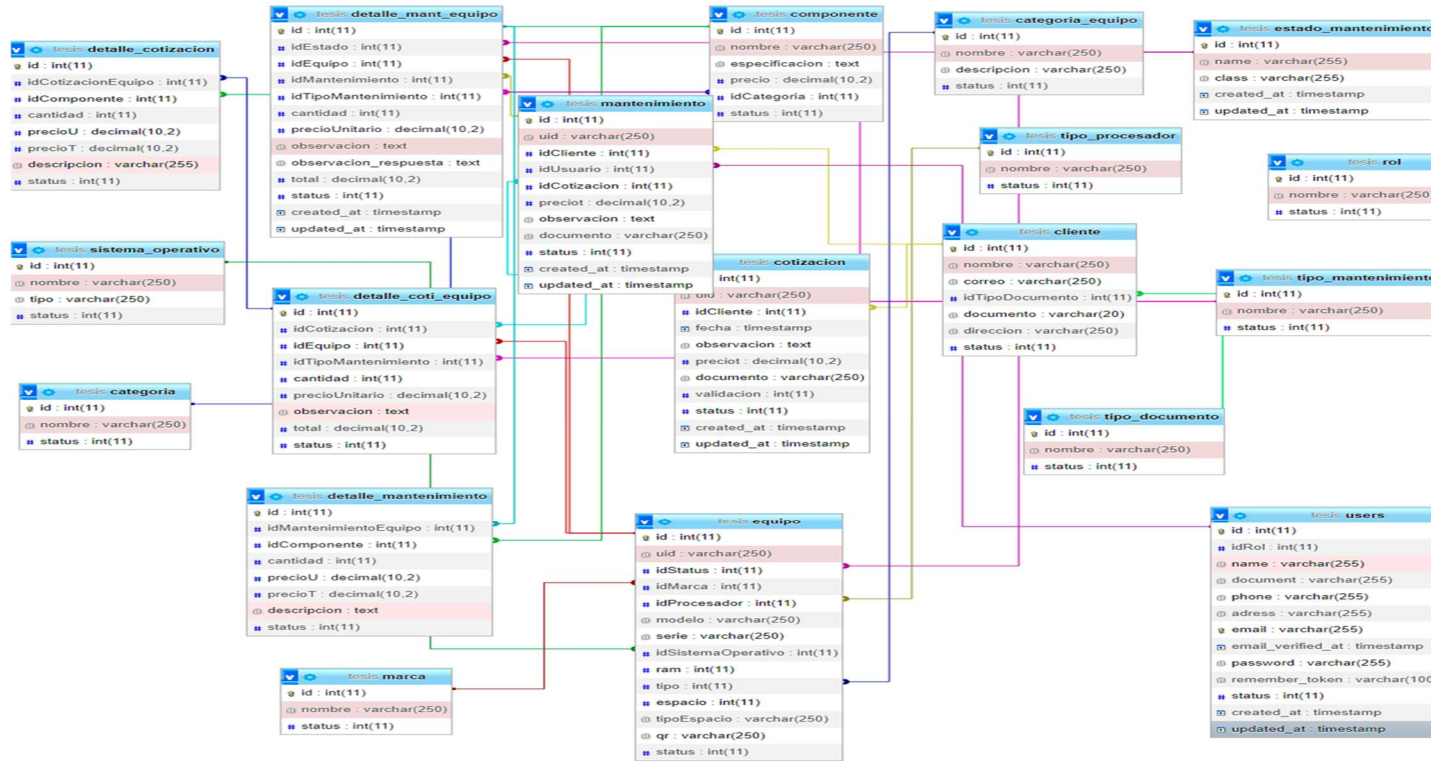 tesis detalle_cotizacion
id : int(11)
idCotizacionEquipo : int(11)
idComponente : int(11)
cantidad : int(11)
precioU : decimal(10,2)
precioT : decimal(10,2)
descripcion : varchar(255)
status : int(11)
tesis detalle_mant_equipo
id : int(11)
idEstado : int(11)
idEquipo : int(11)
idMantenimiento : int(11)
idTipoMantenimiento : int(11)
cantidad : int(11)
precioUnitario : decimal(10,2)
observacion : text
observacion_respuesta : text
total : decimal(10,2)
status : int(11)
created_at : timestamp
updated_at : timestamp
tesis componente
id : int(11)
nombre : varchar(250)
especificacion : text
precio : decimal(10,2)
idCategoria : int(11)
status : int(11)
tesis categoria_equipo
id : int(11)
nombre : varchar(250)
descripcion : varchar(250)
status : int(11)
tesis estado_mantenimiento
id : int(11)
name : varchar(255)
class : varchar(255)
created_at : timestamp
updated_at : timestamp
tesis mantenimiento
id : int(11)
uid : varchar(250)
idCliente : int(11)
idUsuario : int(11)
idCotizacion : int(11)
preciot : decimal(10,2)
observacion : text
documento : varchar(250)
status : int(11)
created_at : timestamp
updated_at : timestamp
tesis tipo_procesador
id : int(11)
nombre : varchar(250)
status : int(11)
tesis rol
id : int(11)
nombre : varchar(250
status : int(11)
tesis sistema_operativo
id : int(11)
nombre : varchar(250)
tipo : varchar(250)
status : int(11)
tesis detalle_coti_equipo
id : int(11)
idCotizacion : int(11)
idEquipo : int(11)
idTipoMantenimiento : int(11)
cantidad : int(11)
precioUnitario : decimal(10,2)
observacion : text
total : decimal(10,2)
status : int(11)
tesis cotizacion
int(11)
uid : varchar(250)
idCliente : int(11)
fecha : timestamp
observacion : text
preciot : decimal(10,2)
documento : varchar(250)
validacion : int(11)
status : int(11)
created_at : timestamp
updated_at : timestamp
tesis cliente
id : int(11)
nombre : varchar(250)
correo : varchar(250)
idTipoDocumento : int(11)
documento : varchar(20)
direccion : varchar(250)
status : int(11)
tesis tipo_mantenimiento
id : int(11)
nombre : varchar(250)
status : int(11)
tesis categoria
id : int(11)
nombre : varchar(250)
status : int(11)
tesis tipo_documento
id : int(11)
nombre : varchar(250)
status : int(11)
tesis detalle_mantenimiento
id : int(11)
idMantenimientoEquipo : int(11)
idComponente : int(11)
cantidad : int(11)
precioU : decimal(10,2)
precioT : decimal(10,2)
descripcion : text
status : int(11)
tesis equipo
id : int(11)
uid : varchar(250)
idStatus : int(11)
idMarca : int(11)
idProcesador : int(11)
modelo : varchar(250)
serie : varchar(250)
idSistemaOperativo : int(11)
ram : int(11)
tipo : int(11)
espacio : int(11)
tipoEspacio : varchar(250)
qr : varchar(250)
status : int(11)
tesis users
id : int(11)
idRol : int(11)
name : varchar(255)
document : varchar(255)
phone : varchar(255)
adress : varchar(255)
email : varchar(255)
email_verified_at : timestamp
password : varchar(255)
remember_token : varchar(100
status : int(11)
created_at : timestamp
updated_at : timestamp
tesis marca
id : int(11)
nombre : varchar(250)
status : int(11)